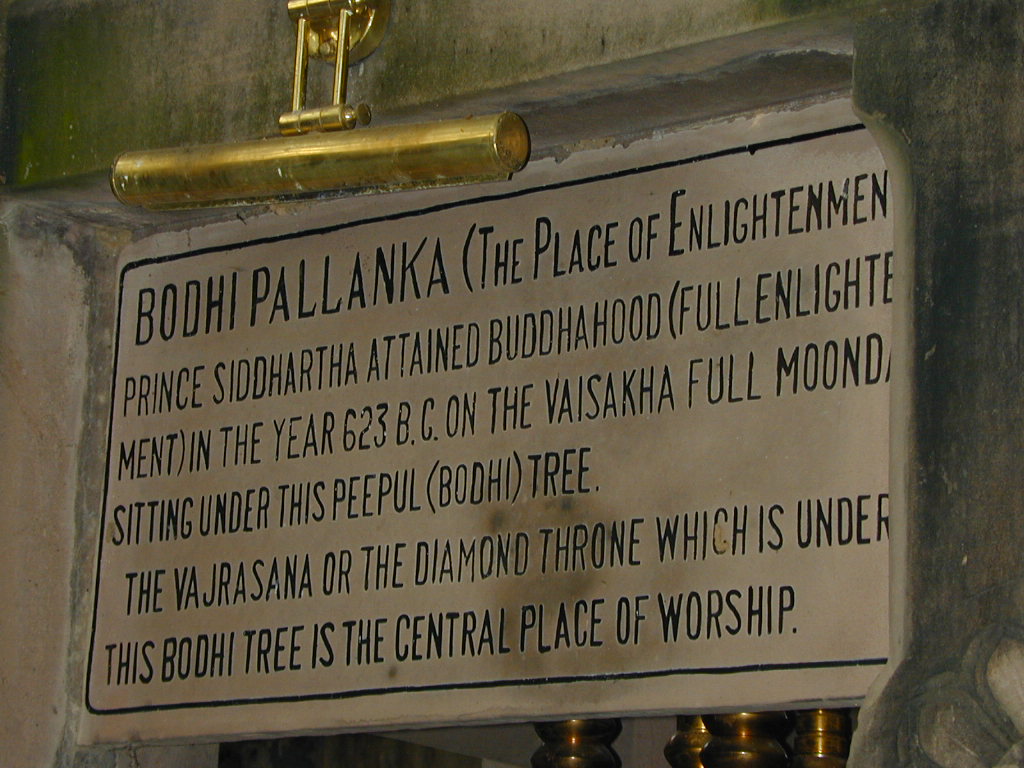 BODHI PALLANKA (THE PLACE OF ENLIGHTENMEN
PRINCE SIDDHARTHA ATTAINED BUDDHAHOOD (FULL ENLIGHTE
MENT) IN THE YEAR 623 B.C. ON THE VAISAKHA FULL MOONDA
SITTING UNDER THIS PEEPUL (BODHI) TREE.
THE VAJRASANA OR THE DIAMOND THRONE WHICH IS UNDER
THIS BODHI TREE IS THE CENTRAL PLACE OF WORSHIP.